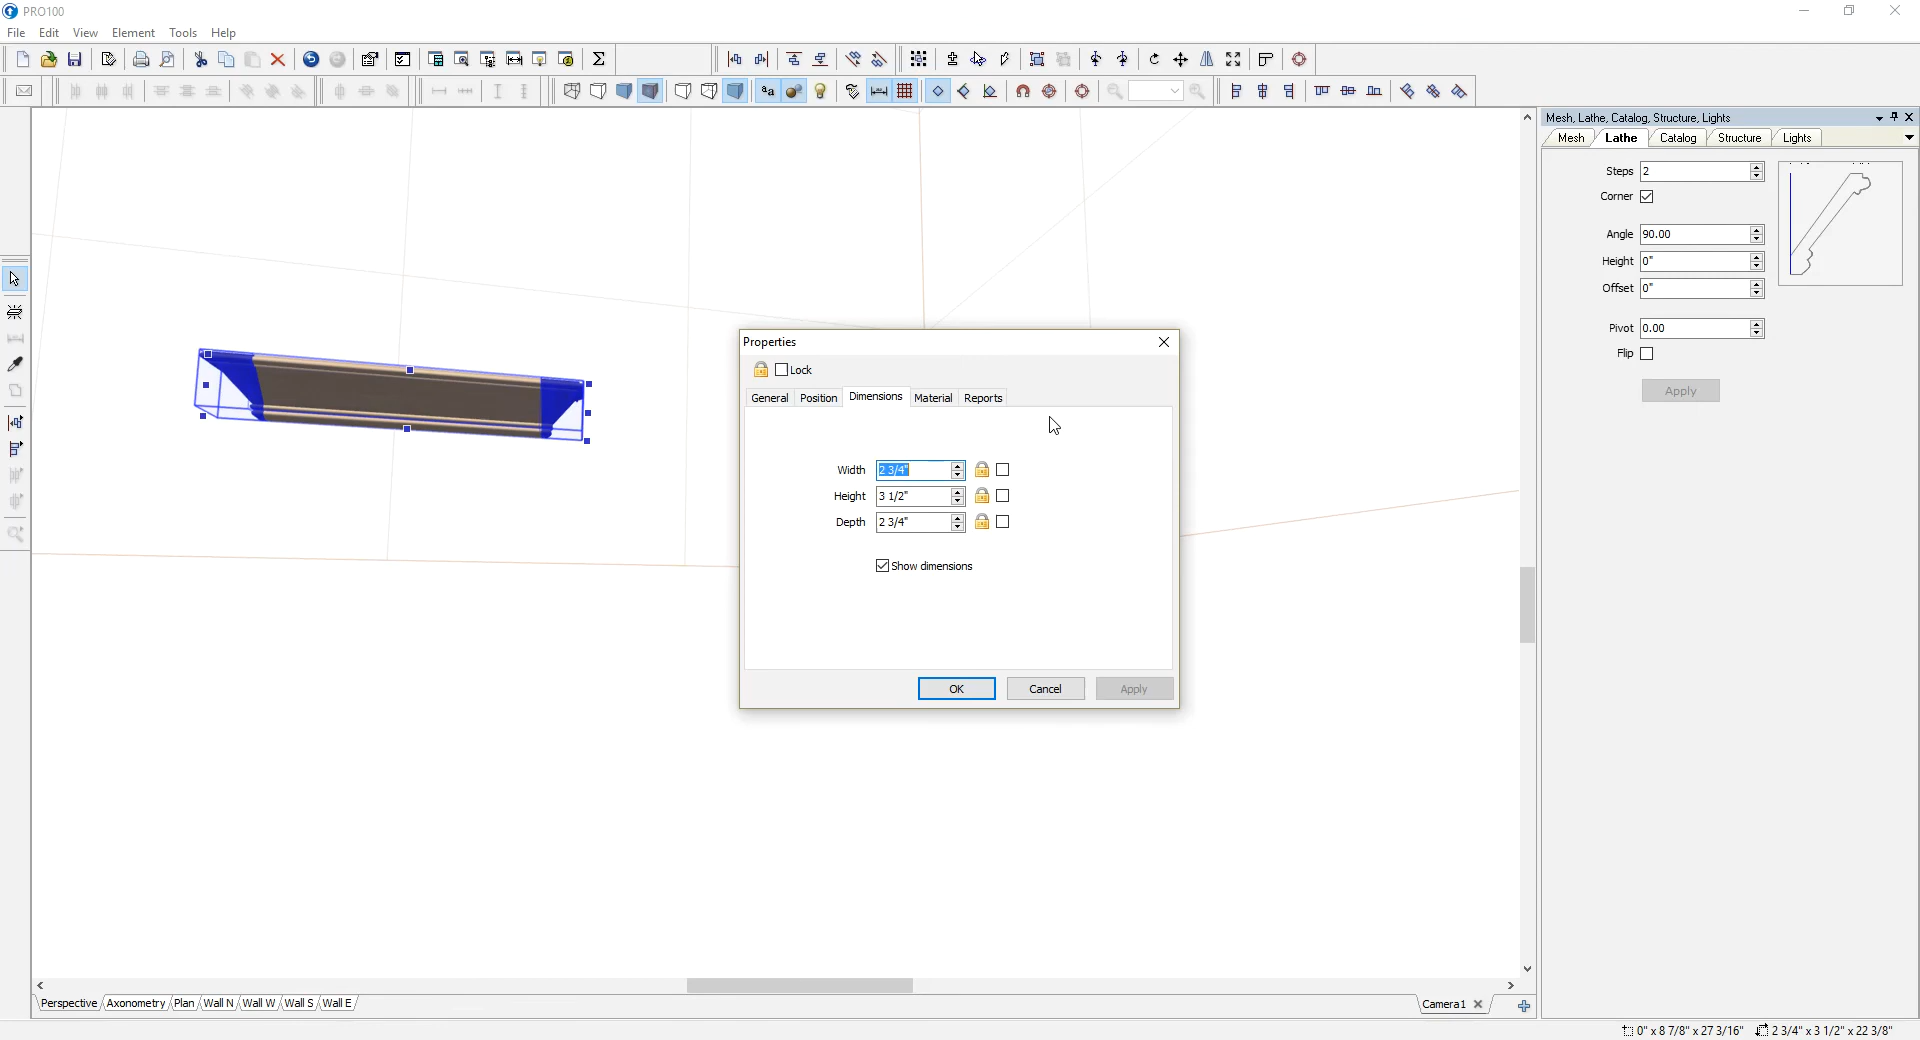 PRO100
File Edit View Element Tools Help
aa
Mesh, Lathe, Catalog, Structure, Lights
Mesh Lathe Catalog Structure Lights
Steps 2
Corner
Angle 90.00
Height 0"
Offset 0"
Pivot 0.00
Flip
Apply
Properties
Lock
General Position Dimensions Material Reports
Width 2 3/4"
Height 3 1/2"
Depth 2 3/4"
Show dimensions
OK Cancel Apply
Perspective Axonometry Plan Wall N Wall W Wall S Wall E
Camera1
0" x 8 7/8" x 27 3/16" 2 3/4" x 3 1/2" x 22 3/8"